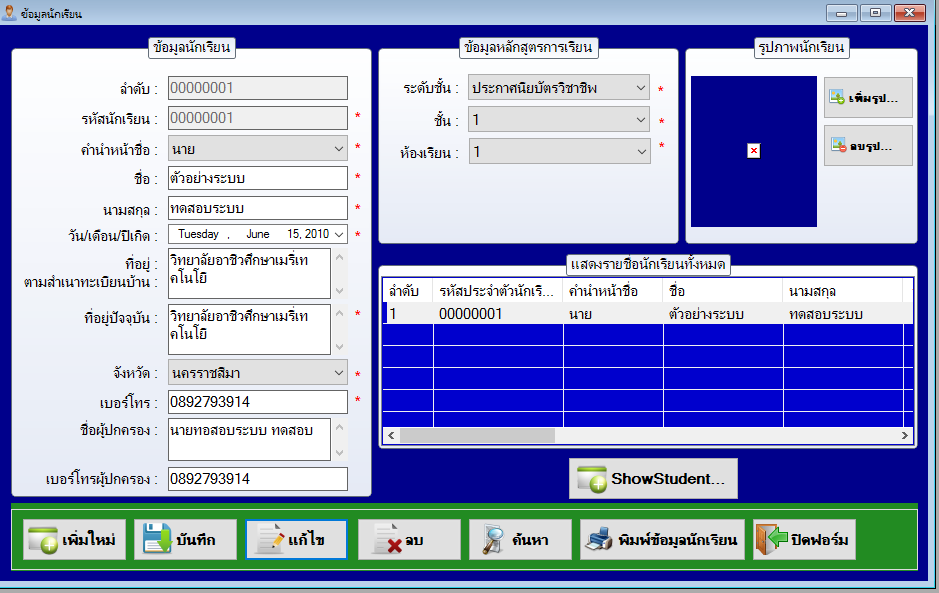 ข้อมูลนักเรียน
ข้อมูลนักเรียน
ลำดับ : 00000001
รหัสนักเรียน : 00000001 *
คำนำหน้าชื่อ : นาย *
ชื่อ : ตัวอย่างระบบ *
นามสกุล : ทดสอบระบบ *
วัน/เดือน/ปีเกิด : Tuesday , June 15, 2010 *
ที่อยู่ :
ตามสำเนาทะเบียนบ้าน :
วิทยาลัยอาชีวศึกษาเมรี่เท
คโนโยี
ที่อยู่ปัจจุบัน : วิทยาลัยอาชีวศึกษาเมรี่เท *
คโนโยี
จังหวัด : นครราชสีมา *
เบอร์โทร : 0892793914 *
ชื่อผู้ปกครอง : นายทอสอบระบบ ทดสอบ
เบอร์โทรผู้ปกครอง : 0892793914
ข้อมูลหลักสูตรการเรียน
ระดับชั้น : ประกาศนิยบัตรวิชาชิพ *
ชั้น : 1 *
ห้องเรียน : 1 *
รูปภาพนักเรียน
เพิ่มรูป...
ลบรูป...
แสดงรายชื่อนักเรียนทั้งหมด
ลำดับ รหัสประจำตัวนักเรี... คำนำหน้าชื่อ ชื่อ นามสกุล
1 00000001 นาย ตัวอย่างระบบ ทดสอบระบบ
ShowStudent...
เพิ่มใหม่ บันทึก แก้ไข ลบ ค้นหา พิมพ์ข้อมูลนักเรียน ปิดฟอร์ม